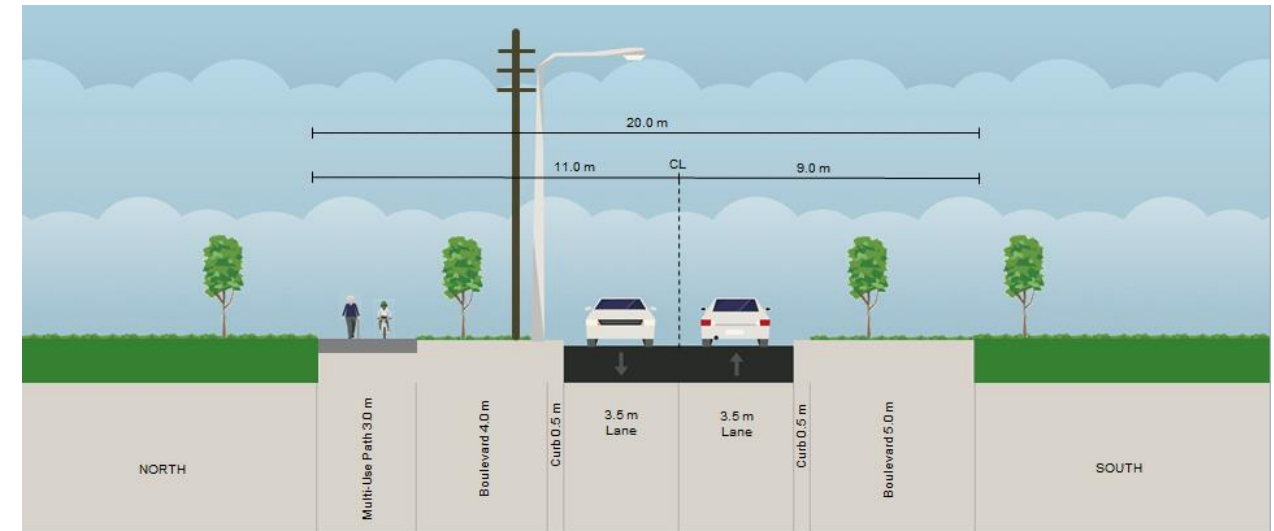 20.0 m
11.0 m
CL
9.0 m
NORTH
Multi-Use Path 3.0 m
Boulevard 4.0 m
Curb 0.5 m
3.5 m
Lane
3.5 m
Lane
Curb 0.5 m
Boulevard 5.0 m
SOUTH